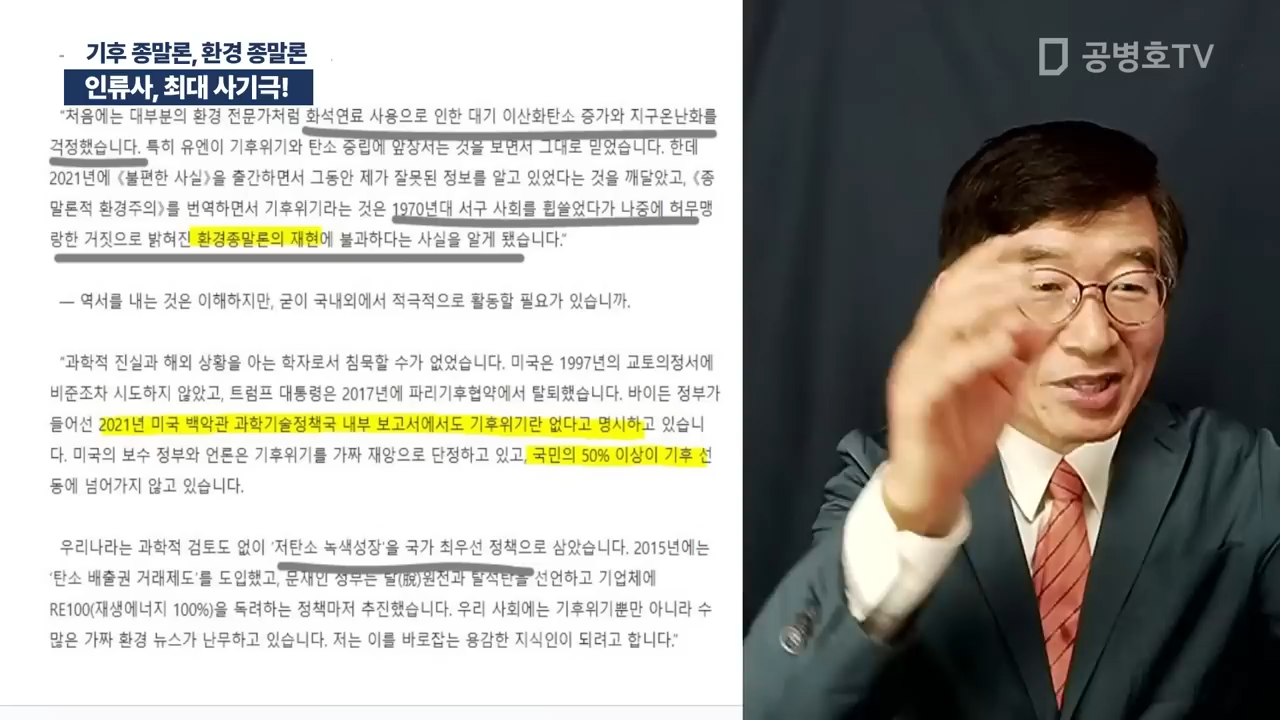 기후 종말론, 환경 종말론
인류사, 최대 사기극!
공병호TV
"처음에는 대부분의 환경 전문가처럼 화석연료 사용으로 인한 대기 이산화탄소 증가와 지구온난화를
걱정했습니다. 특히 유엔이 기후위기와 탄소 중립에 앞장서는 것을 보면서 그대로 믿었습니다. 한데
2021년에 《불편한 사실》을 출간하면서 그동안 제가 잘못된 정보를 알고 있었다는 것을 깨달았고, 《종
말론적 환경주의》를 번역하면서 기후위기라는 것은 1970년대 서구 사회를 휩쓸었다가 나중에 허무맹
랑한 거짓으로 밝혀진 환경종말론의 재현에 불과하다는 사실을 알게 됐습니다."
― 역서를 내는 것은 이해하지만, 굳이 국내외에서 적극적으로 활동할 필요가 있습니까.
"과학적 진실과 해외 상황을 아는 학자로서 침묵할 수가 없었습니다. 미국은 1997년의 교토의정서에
비준조차 시도하지 않았고, 트럼프 대통령은 2017년에 파리기후협약에서 탈퇴했습니다. 바이든 정부가
들어선 2021년 미국 백악관 과학기술정책국 내부 보고서에서도 기후위기란 없다고 명시하고 있습니
다. 미국의 보수 정부와 언론은 기후위기를 가짜 재앙으로 단정하고 있고, 국민의 50% 이상이 기후 선
동에 넘어가지 않고 있습니다.
우리나라는 과학적 검토도 없이 '저탄소 녹색성장'을 국가 최우선 정책으로 삼았습니다. 2015년에는
'탄소 배출권 거래제도'를 도입했고, 문재인 정부는 탈(脫)원전과 탈석탄을 선언하고 기업체에
RE100(재생에너지 100%)을 독려하는 정책마저 추진했습니다. 우리 사회에는 기후위기뿐만 아니라 수
많은 가짜 환경 뉴스가 난무하고 있습니다. 저는 이를 바로잡는 용감한 지식인이 되려고 합니다."